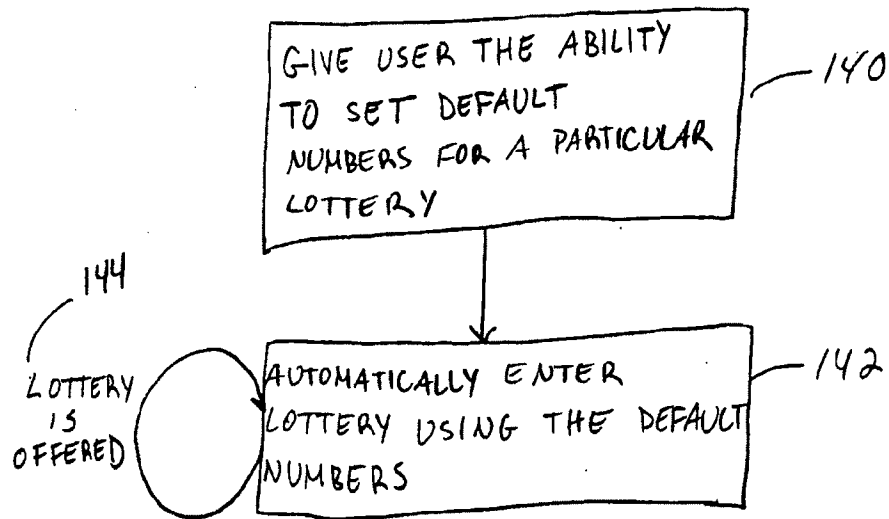 GIVE USER THE ABILITY
TO SET DEFAULT
NUMBERS FOR A PARTICULAR
LOTTERY
140
144
LOTTERY
IS
OFFERED
AUTOMATICALLY ENTER
LOTTERY USING THE DEFAULT
NUMBERS
142